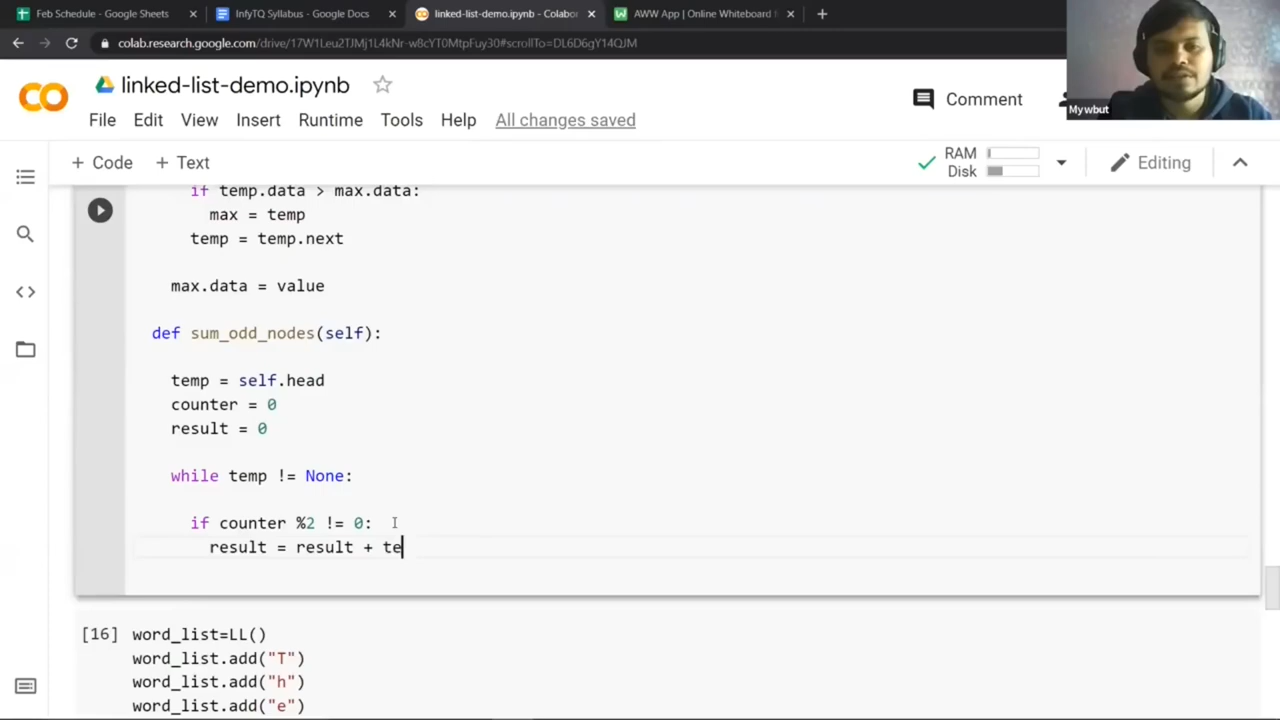 Feb Schedule - Google Sheets
InfyTQ Syllabus - Google Docs
linked-list-demo.ipynb - Colabor
AWW App | Online Whiteboard f
colab.research.google.com/drive/17W1Leu2TJMj1L4kNr-w8cYT0MtpFuy30#scrollTo=DL6D6gY14QJM
Mywbut
linked-list-demo.ipynb
File Edit View Insert Runtime Tools Help All changes saved
Comment
+ Code + Text
RAM
Disk
Editing
if temp.data > max.data:
max = temp
temp = temp.next
max.data = value
def sum_odd_nodes(self):
temp = self.head
counter = 0
result = 0
while temp != None:
if counter %2 != 0:
result = result + te
[16] word_list=LL()
word_list.add("T")
word_list.add("h")
word_list.add("e")